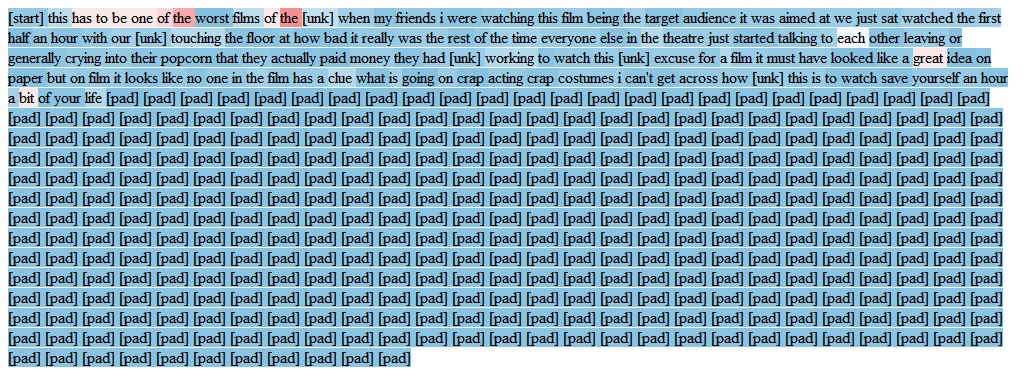 [start] this has to be one of the worst films of the [unk] when my friends i were watching this film being the target audience it was aimed at we just sat watched the first
half an hour with our [unk] touching the floor at how bad it really was the rest of the time everyone else in the theatre just started talking to each other leaving or
generally crying into their popcorn that they actually paid money they had [unk] working to watch this [unk] excuse for a film it must have looked like a great idea on
paper but on film it looks like no one in the film has a clue what is going on crap acting crap costumes i can't get across how [unk] this is to watch save yourself an hour
a bit of your life [pad] [pad] [pad] [pad] [pad] [pad] [pad] [pad] [pad] [pad] [pad] [pad] [pad] [pad] [pad] [pad] [pad] [pad] [pad] [pad] [pad] [pad] [pad] [pad]
[pad] [pad] [pad] [pad] [pad] [pad] [pad] [pad] [pad] [pad] [pad] [pad] [pad] [pad] [pad] [pad] [pad] [pad] [pad] [pad] [pad] [pad] [pad] [pad] [pad] [pad] [pad]
[pad] [pad] [pad] [pad] [pad] [pad] [pad] [pad] [pad] [pad] [pad] [pad] [pad] [pad] [pad] [pad] [pad] [pad] [pad] [pad] [pad] [pad] [pad] [pad] [pad] [pad] [pad]
[pad] [pad] [pad] [pad] [pad] [pad] [pad] [pad] [pad] [pad] [pad] [pad] [pad] [pad] [pad] [pad] [pad] [pad] [pad] [pad] [pad] [pad] [pad] [pad] [pad] [pad] [pad]
[pad] [pad] [pad] [pad] [pad] [pad] [pad] [pad] [pad] [pad] [pad] [pad] [pad] [pad] [pad] [pad] [pad] [pad] [pad] [pad] [pad] [pad] [pad] [pad] [pad] [pad] [pad]
[pad] [pad] [pad] [pad] [pad] [pad] [pad] [pad] [pad] [pad] [pad] [pad] [pad] [pad] [pad] [pad] [pad] [pad] [pad] [pad] [pad] [pad] [pad] [pad] [pad] [pad] [pad]
[pad] [pad] [pad] [pad] [pad] [pad] [pad] [pad] [pad] [pad] [pad] [pad] [pad] [pad] [pad] [pad] [pad] [pad] [pad] [pad] [pad] [pad] [pad] [pad] [pad] [pad] [pad]
[pad] [pad] [pad] [pad] [pad] [pad] [pad] [pad] [pad] [pad] [pad] [pad] [pad] [pad] [pad] [pad] [pad] [pad] [pad] [pad] [pad] [pad] [pad] [pad] [pad] [pad] [pad]
[pad] [pad] [pad] [pad] [pad] [pad] [pad] [pad] [pad] [pad] [pad] [pad] [pad] [pad] [pad] [pad] [pad] [pad] [pad] [pad] [pad] [pad] [pad] [pad] [pad] [pad] [pad]
[pad] [pad] [pad] [pad] [pad] [pad] [pad] [pad] [pad] [pad] [pad] [pad] [pad] [pad] [pad] [pad] [pad] [pad] [pad] [pad] [pad] [pad] [pad] [pad] [pad] [pad] [pad]
[pad] [pad] [pad] [pad] [pad] [pad] [pad] [pad] [pad] [pad] [pad] [pad] [pad] [pad] [pad] [pad] [pad] [pad] [pad] [pad] [pad] [pad] [pad] [pad] [pad] [pad] [pad]
[pad] [pad] [pad] [pad] [pad] [pad] [pad] [pad] [pad] [pad] [pad] [pad] [pad] [pad] [pad] [pad] [pad] [pad] [pad] [pad] [pad] [pad] [pad] [pad] [pad] [pad] [pad]
[pad] [pad] [pad] [pad] [pad] [pad] [pad] [pad] [pad] [pad] [pad] [pad] [pad] [pad] [pad] [pad] [pad] [pad] [pad] [pad] [pad] [pad] [pad] [pad] [pad] [pad] [pad]
[pad] [pad] [pad] [pad] [pad] [pad] [pad] [pad] [pad] [pad] [pad]